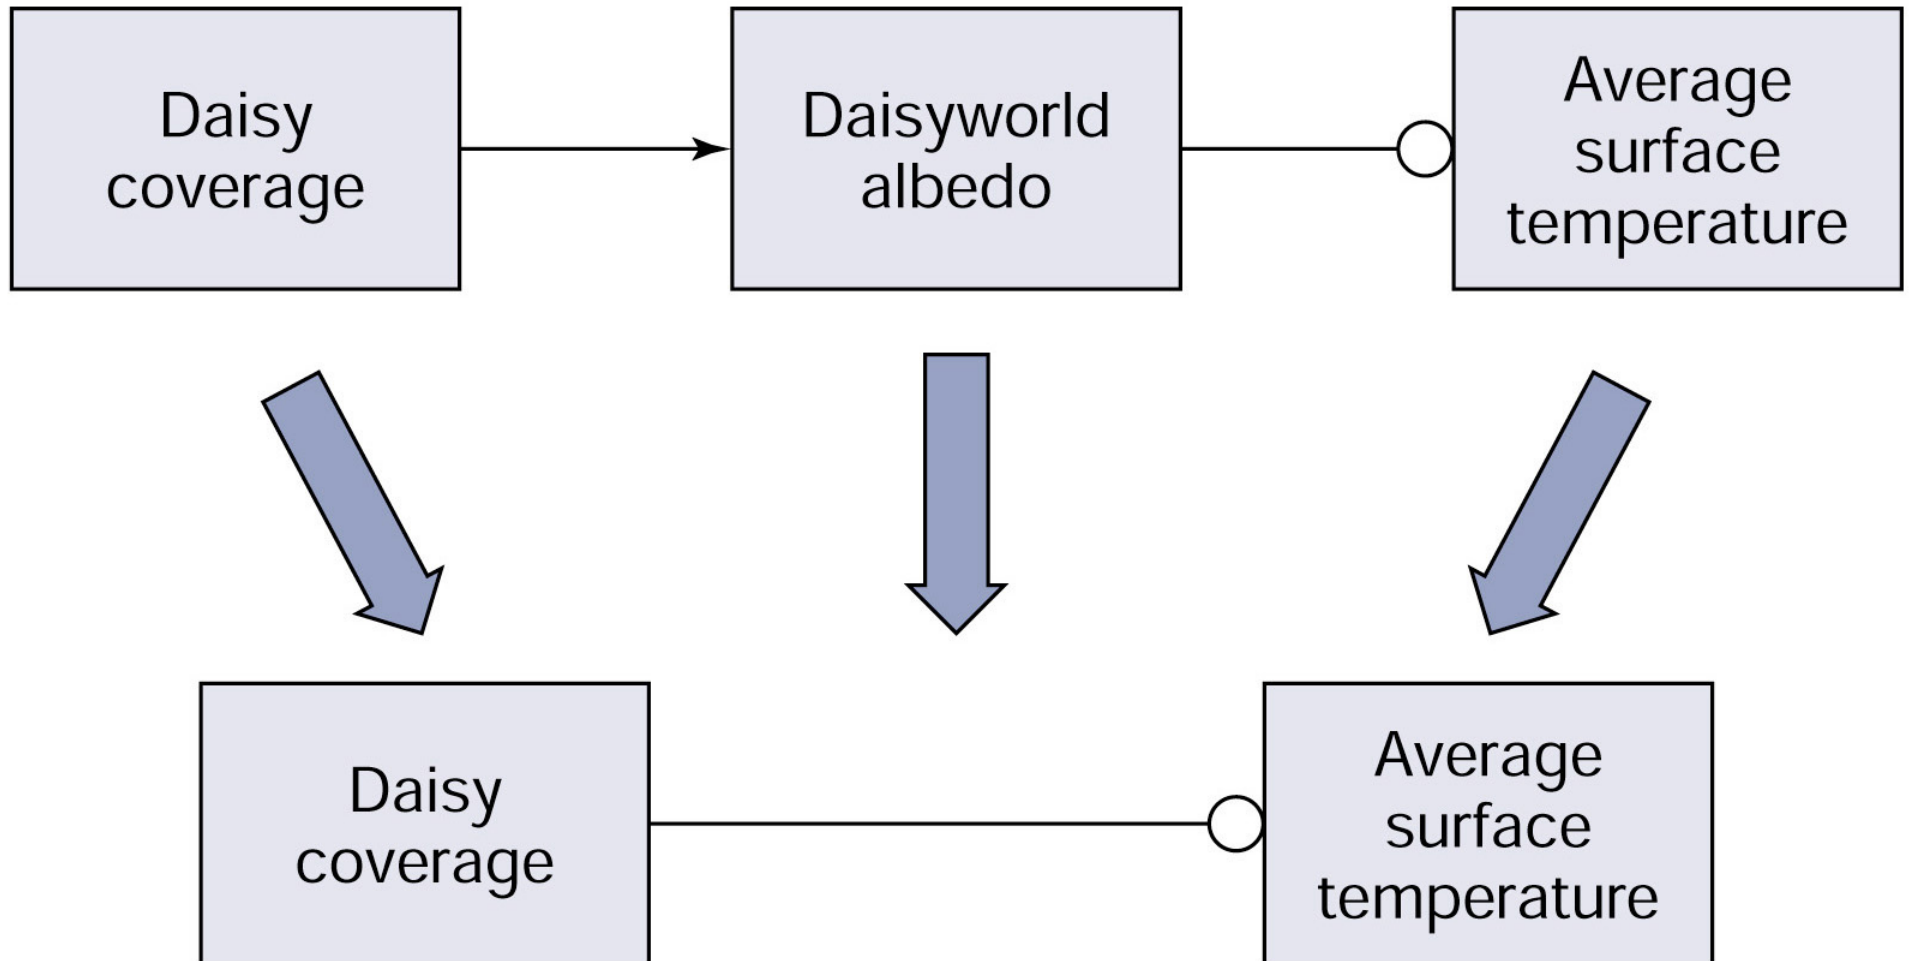 Daisy
coverage
Daisyworld
albedo
Average
surface
temperature
Daisy
coverage
Average
surface
temperature